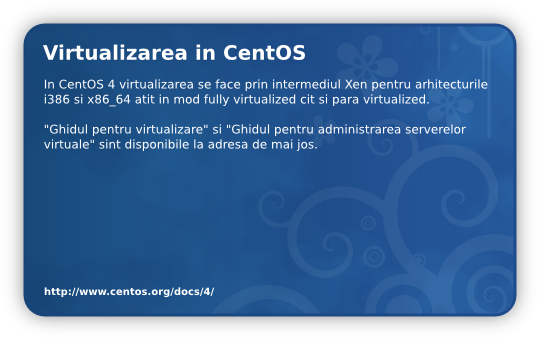 Virtualizarea in CentOS
In CentOS 4 virtualizarea se face prin intermediul Xen pentru arhitecturile
i386 si x86_64 atit in mod fully virtualized cit si para virtualized.
"Ghidul pentru virtualizare" si "Ghidul pentru administrarea serverelor
virtuale" sint disponibile la adresa de mai jos.
http://www.centos.org/docs/4/